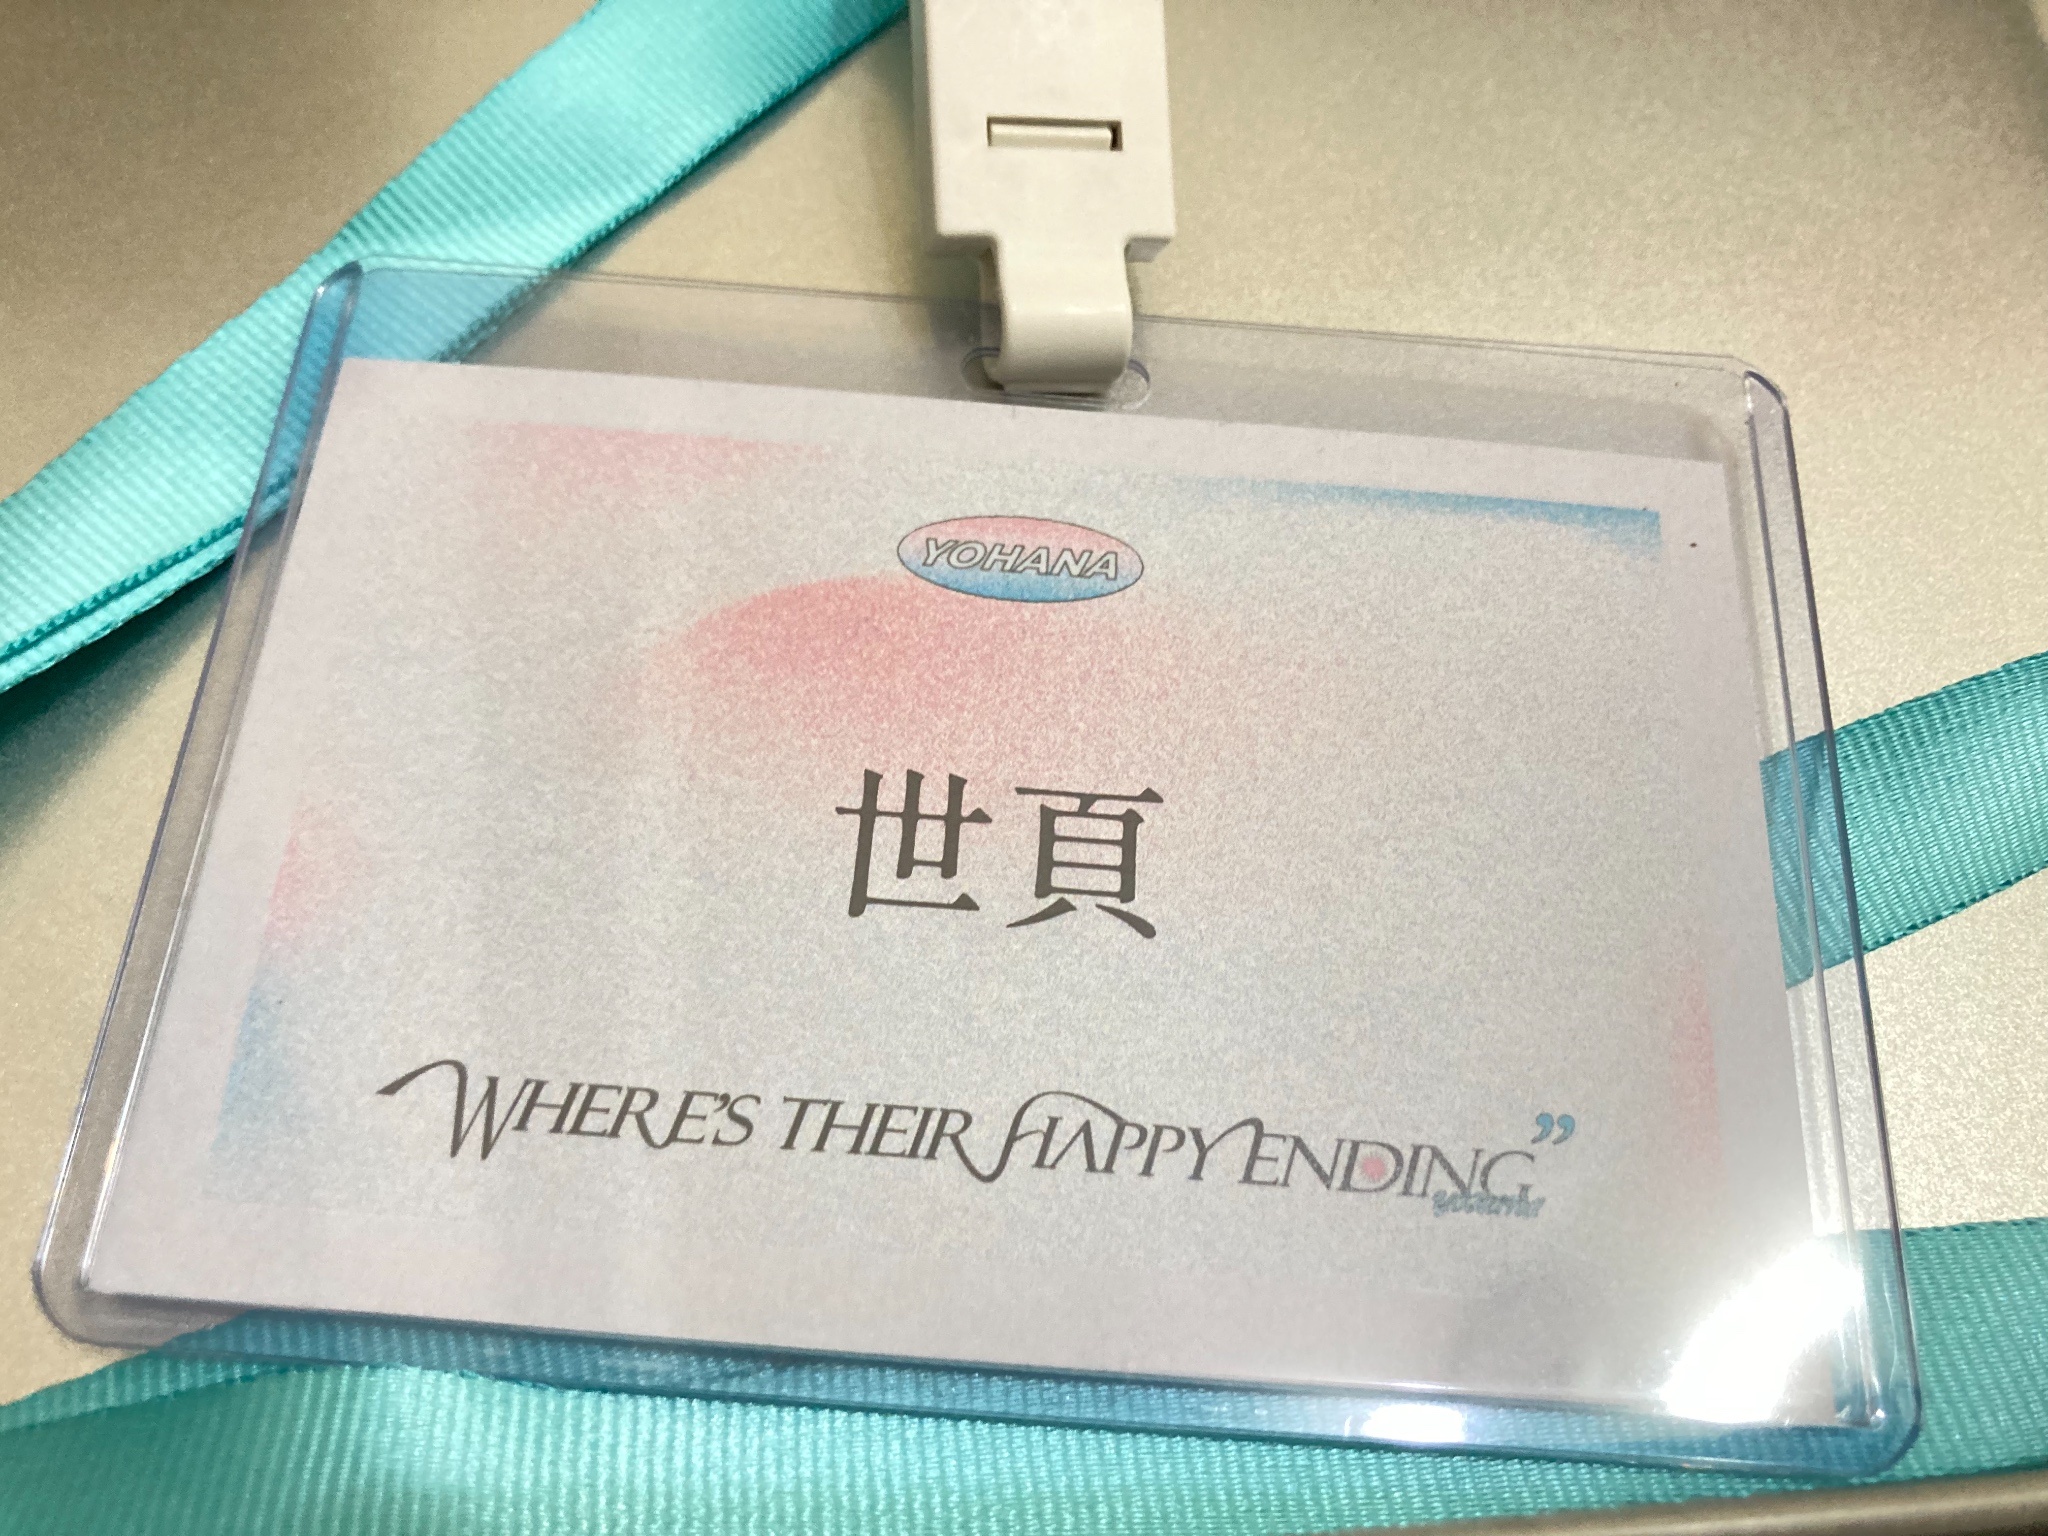 YOHANA
世頁
WHERE'S THEIR HAPPY ENDING”